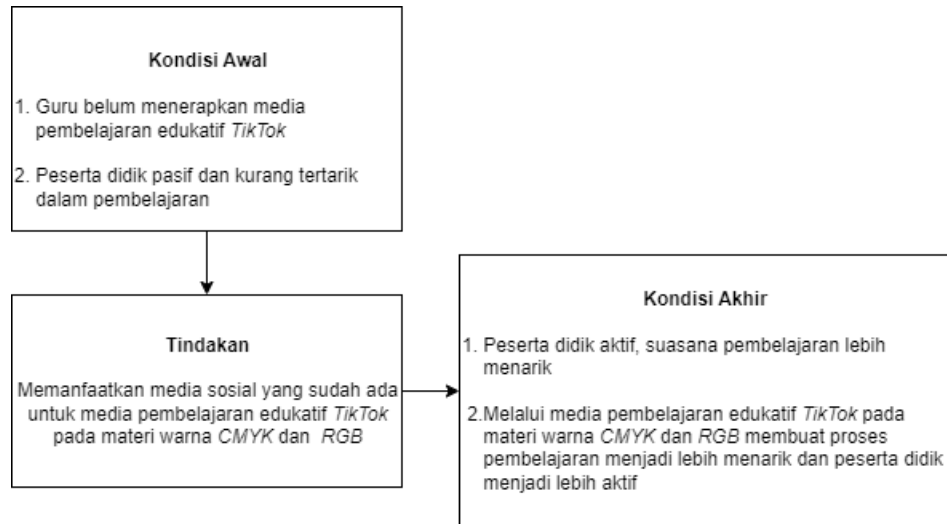 Kondisi Awal
1. Guru belum menerapkan media
pembelajaran edukatif TikTok
2. Peserta didik pasif dan kurang tertarik
dalam pembelajaran
Tindakan
Memanfaatkan media sosial yang sudah ada
untuk media pembelajaran edukatif TikTok
pada materi warna CMYK dan RGB
Kondisi Akhir
1. Peserta didik aktif, suasana pembelajaran lebih
menarik
2.Melalui media pembelajaran edukatif TikTok pada
materi warna CMYK dan RGB membuat proses
pembelajaran menjadi lebih menarik dan peserta didik
menjadi lebih aktif